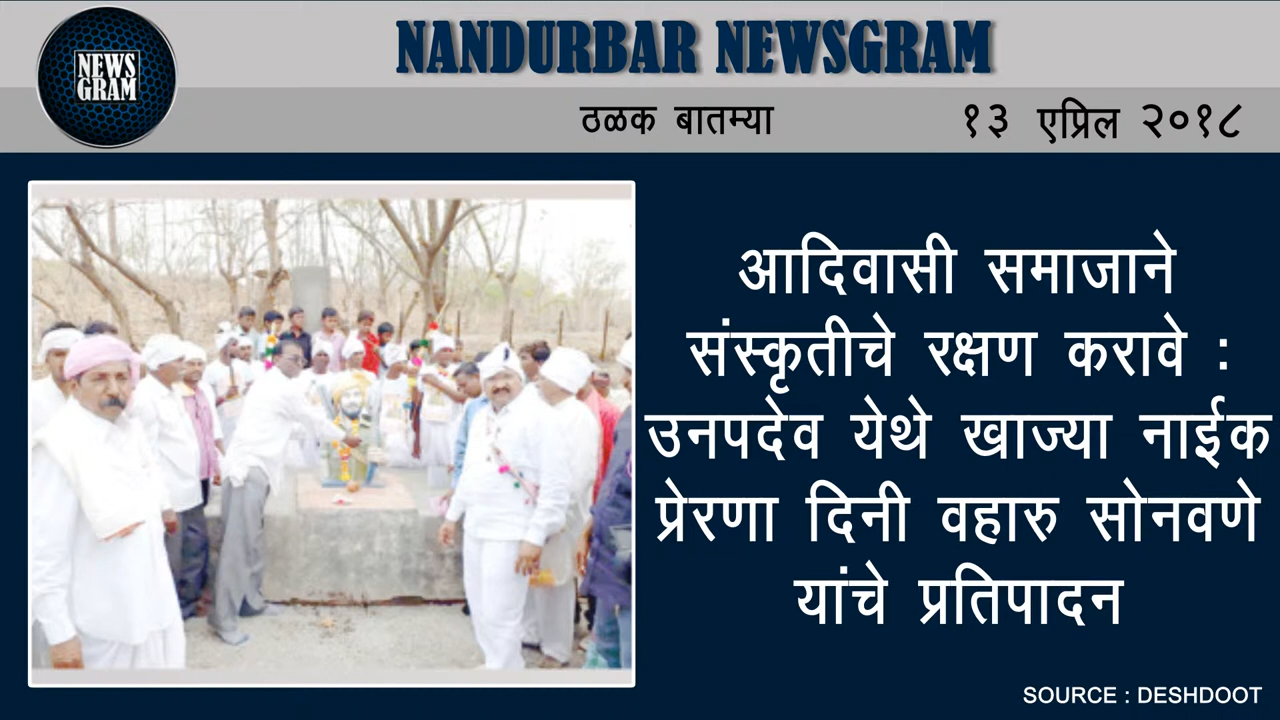 NEWS
GRAM
NANDURBAR NEWSGRAM
ठळक बातम्या
१३ एप्रिल २०१८
आदिवासी समाजाने
संस्कृतीचे रक्षण करावे :
उनपदेव येथे खाज्या नाईक
प्रेरणा दिनी वहारु सोनवणे
यांचे प्रतिपादन
SOURCE : DESHDOOT